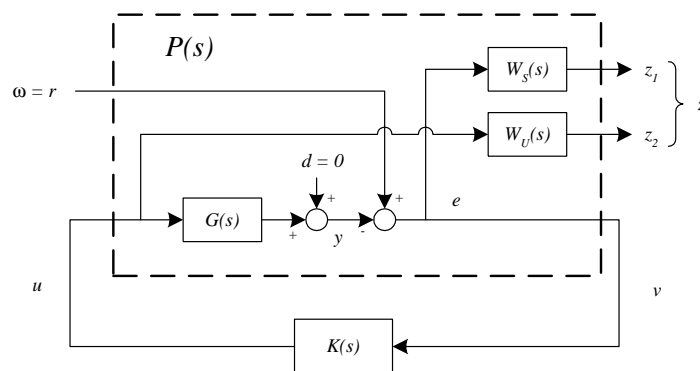 P(s)
W_S(s)
z_1
ω = r
W_U(s)
z_2
d = 0
+
+
G(s)
+
y
-
e
u
v
K(s)